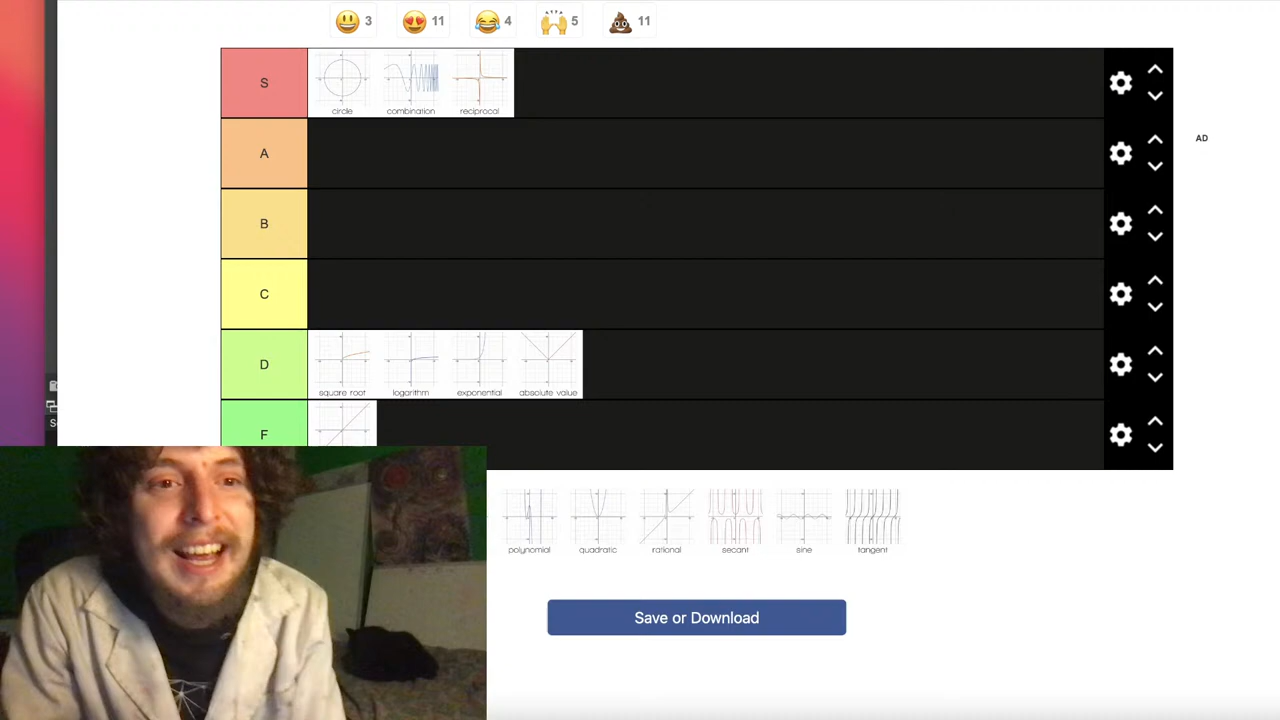 3 11 4 5 11
S
circle combination reciprocal
AD
A
B
C
D
square root logarithm exponential absolute value
F
polynomial quadratic rational secant sine tangent
Save or Download